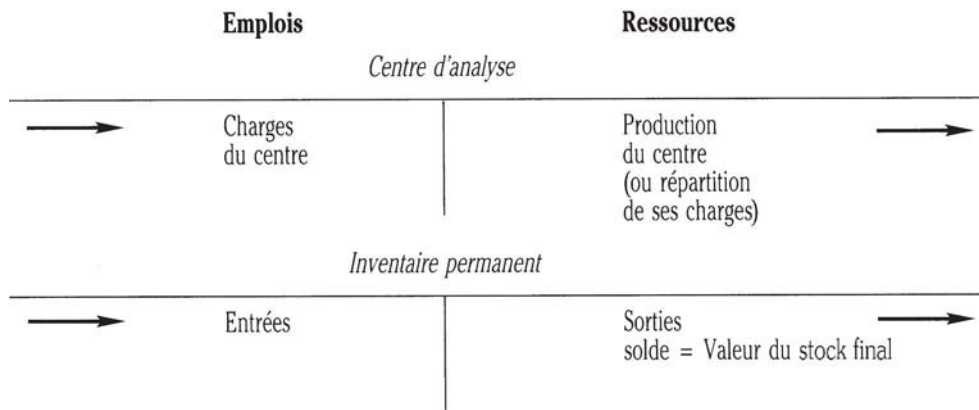 Emplois Ressources
Centre d'analyse
Charges
du centre
Production
du centre
(ou répartition
de ses charges)
Inventaire permanent
Entrées
Sorties
solde = Valeur du stock final